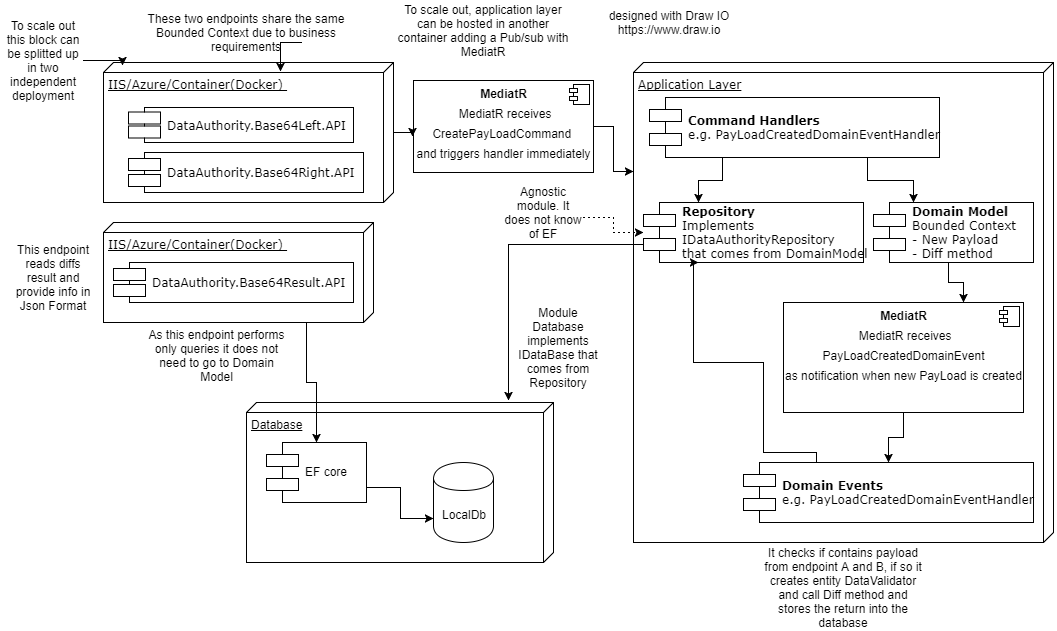 To scale out
this block can
be splitted up
in two
independent
deployment
These two endpoints share the same
Bounded Context due to business
requirements
To scale out, application layer
can be hosted in another
container adding a Pub/sub with
MediatR
designed with Draw IO
https://www.draw.io
IIS/Azure/Container(Docker)
DataAuthority.Base64Left.API
DataAuthority.Base64Right.API
MediatR
MediatR receives
CreatePayLoadCommand
and triggers handler immediately
Application Layer
Command Handlers
e.g. PayLoadCreatedDomainEventHandler
Agnostic
module. It
does not know
of EF
Repository
Implements
IDataAuthorityRepository
that comes from DomainModel
Domain Model
Bounded Context
- New Payload
- Diff method
This endpoint
reads diffs
result and
provide info in
Json Format
IIS/Azure/Container(Docker)
DataAuthority.Base64Result.API
As this endpoint performs
only queries it does not
need to go to Domain
Model
Module
Database
implements
IDataBase that
comes from
Repository
MediatR
MediatR receives
PayLoadCreatedDomainEvent
as notification when new PayLoad is created
Database
EF core
LocalDb
Domain Events
e.g. PayLoadCreatedDomainEventHandler
It checks if contains payload
from endpoint A and B, if so it
creates entity DataValidator
and call Diff method and
stores the return into the
database